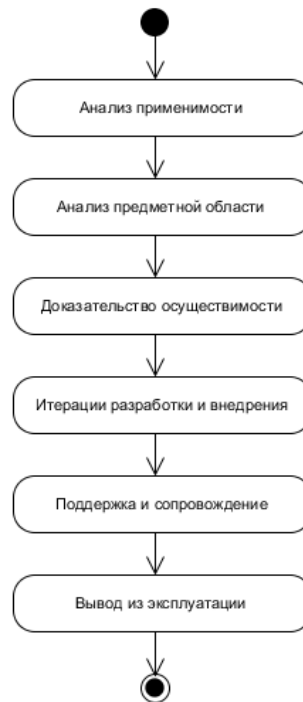 Анализ применимости
Анализ предметной области
Доказательство осуществимости
Итерации разработки и внедрения
Поддержка и сопровождение
Вывод из эксплуатации